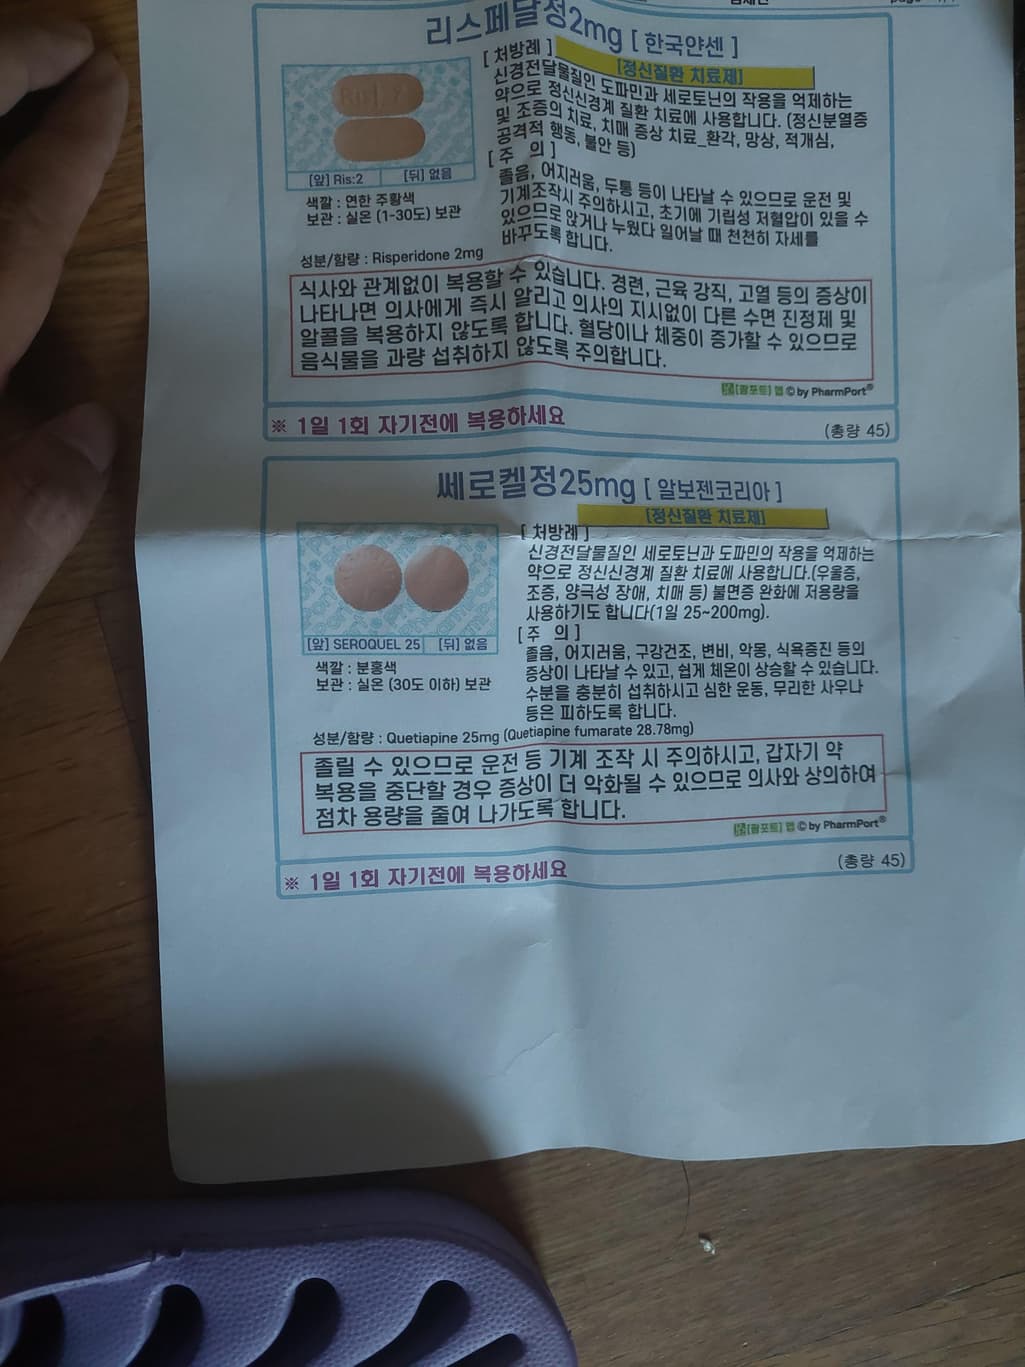 리스페달정2mg [ 한국얀센 ]
[ 처방례 ]
[정신질환 치료제]
신경전달물질인 도파민과 세로토닌의 작용을 억제하는
약으로 정신신경계 질환 치료에 사용합니다. (정신분열증
및 조증의 치료, 치매 증상 치료_환각, 망상, 적개심,
공격적 행동, 불안 등)
[ 주 의 ]
졸음, 어지러움, 두통 등이 나타날 수 있으므로 운전 및
기계조작시 주의하시고, 초기에 기립성 저혈압이 있을 수
있으므로 앉거나 누웠다 일어날 때 천천히 자세를
바꾸도록 합니다.
[앞] Ris:2 [뒤] 없음
색깔 : 연한 주황색
보관 : 실온 (1-30도) 보관
성분/함량 : Risperidone 2mg
식사와 관계없이 복용할 수 있습니다. 경련, 근육 강직, 고열 등의 증상이
나타나면 의사에게 즉시 알리고 의사의 지시없이 다른 수면 진정제 및
알콜을 복용하지 않도록 합니다. 혈당이나 체중이 증가할 수 있으므로
음식물을 과량 섭취하지 않도록 주의합니다.
[팜포트] 앱 © by PharmPort®
※ 1일 1회 자기전에 복용하세요
(총량 45)
쎄로켈정25mg [ 알보젠코리아 ]
[정신질환 치료제]
[ 처방례 ]
신경전달물질인 세로토닌과 도파민의 작용을 억제하는
약으로 정신신경계 질환 치료에 사용합니다.(우울증,
조증, 양극성 장애, 치매 등) 불면증 완화에 저용량을
사용하기도 합니다(1일 25~200mg).
[ 주 의 ]
졸음, 어지러움, 구강건조, 변비, 악몽, 식욕증진 등의
증상이 나타날 수 있고, 쉽게 체온이 상승할 수 있습니다.
수분을 충분히 섭취하시고 심한 운동, 무리한 사우나
등은 피하도록 합니다.
[앞] SEROQUEL 25 [뒤] 없음
색깔 : 분홍색
보관 : 실온 (30도 이하) 보관
성분/함량 : Quetiapine 25mg (Quetiapine fumarate 28.78mg)
졸릴 수 있으므로 운전 등 기계 조작 시 주의하시고, 갑자기 약
복용을 중단할 경우 증상이 더 악화될 수 있으므로 의사와 상의하여
점차 용량을 줄여 나가도록 합니다.
[팜포트] 앱 © by PharmPort®
※ 1일 1회 자기전에 복용하세요
(총량 45)